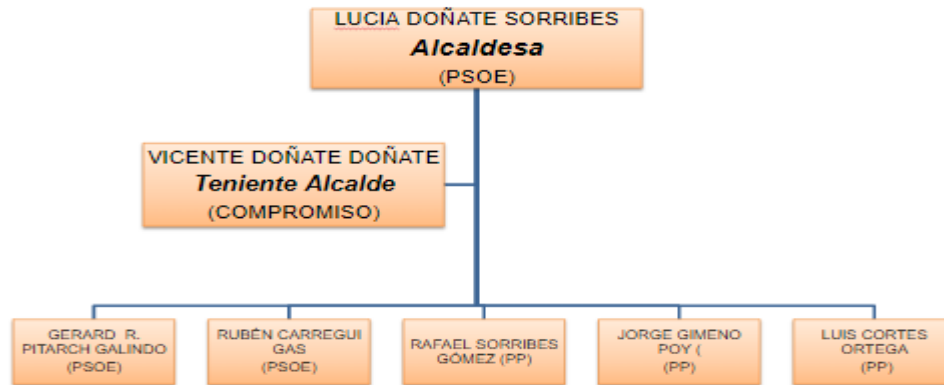 LUCIA DOÑATE SORRIBES
Alcaldesa
(PSOE)
VICENTE DOÑATE DOÑATE
Teniente Alcalde
(COMPROMISO)
GERARD R.
PITARCH GALINDO
(PSOE)
RUBÉN CARREGUI
GAS
(PSOE)
RAFAEL SORRIBES
GÓMEZ (PP)
JORGE GIMENO
POY (
(PP)
LUIS CORTES
ORTEGA
(PP)